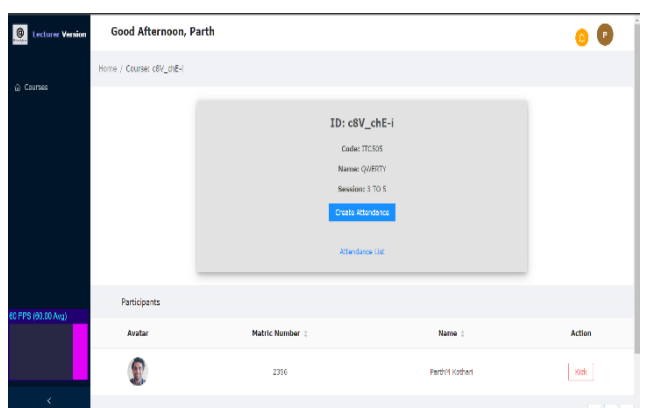 Lecturer Version
Good Afternoon, Parth
P
Home / Course: c8V_chE-i
Courses
ID: c8V_chE-i
Code: ITC505
Name: QWERTY
Session: 3 TO 5
Create Attendance
Attendance List
Participants
60 FPS (60.00 Avg)
Avatar Matric Number Name Action
2356 Parth Kothari Kick